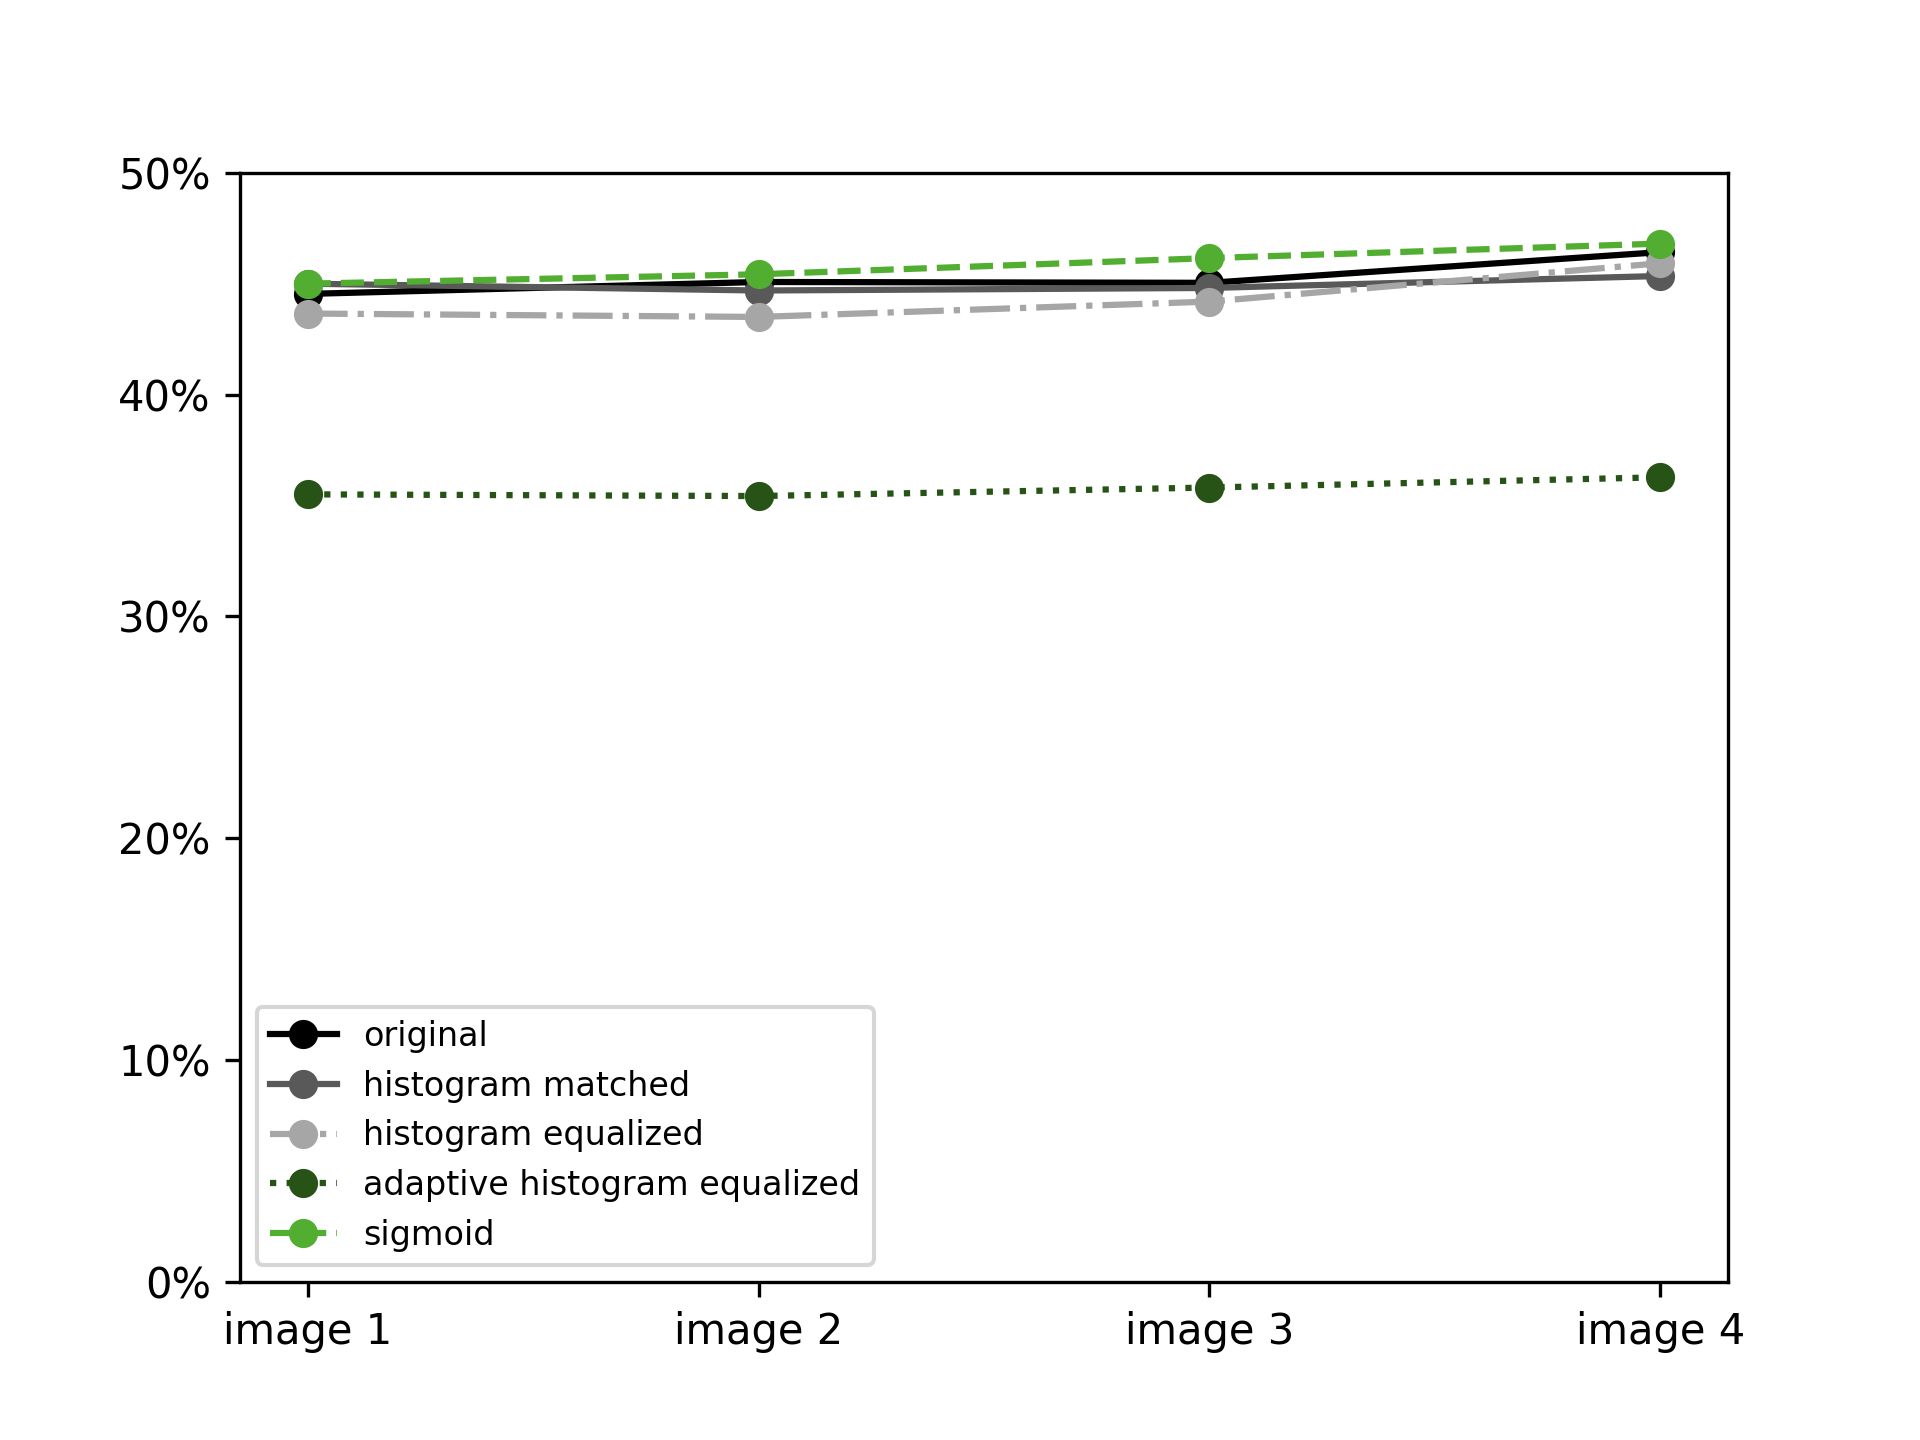 50%
40%
30%
20%
10%
0%
original
histogram matched
histogram equalized
adaptive histogram equalized
sigmoid
image 1
image 2
image 3
image 4